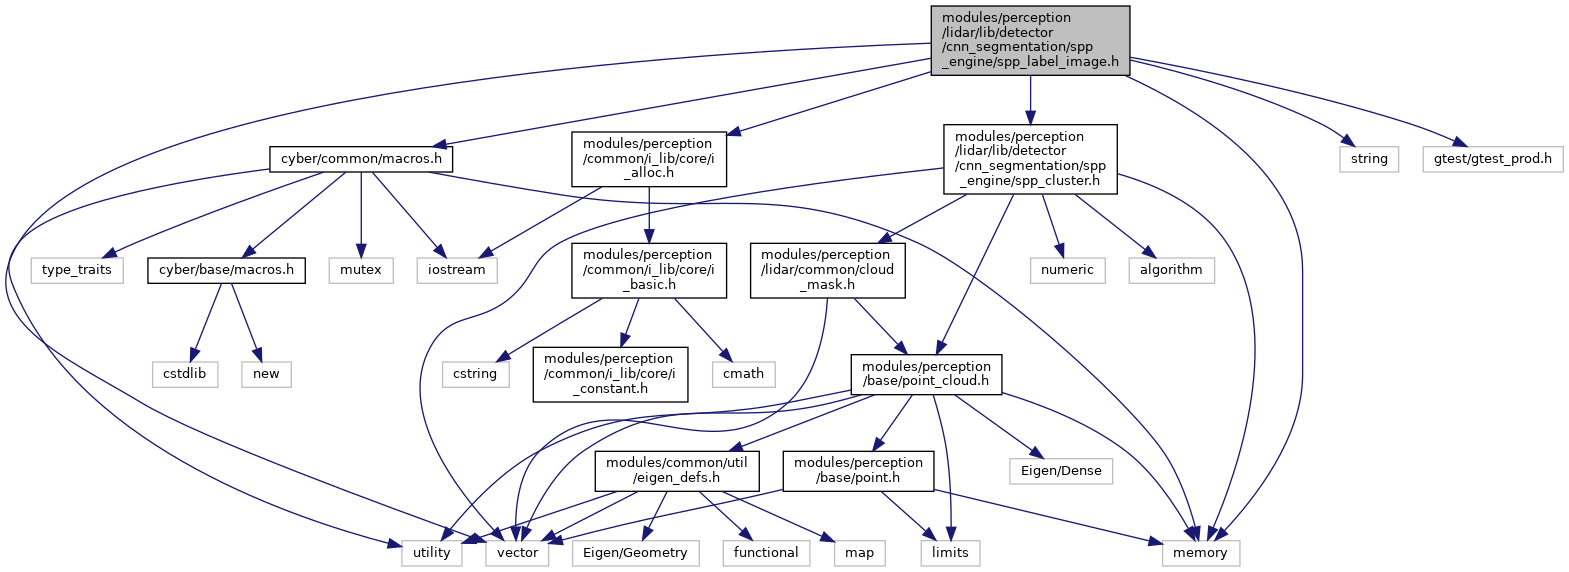 modules/perception
/lidar/lib/detector
/cnn_segmentation/spp
_engine/spp_label_image.h
modules/perception
/common/i_lib/core/i
_alloc.h
modules/perception
/lidar/lib/detector
/cnn_segmentation/spp
_engine/spp_cluster.h
cyber/common/macros.h
string
gtest/gtest_prod.h
type_traits
cyber/base/macros.h
mutex
iostream
modules/perception
/common/i_lib/core/i
_basic.h
modules/perception
/lidar/common/cloud
_mask.h
numeric
algorithm
cstdlib
new
cstring
modules/perception
/common/i_lib/core/i
_constant.h
cmath
modules/perception
/base/point_cloud.h
modules/common/util
/eigen_defs.h
modules/perception
/base/point.h
Eigen/Dense
utility
vector
Eigen/Geometry
functional
map
limits
memory